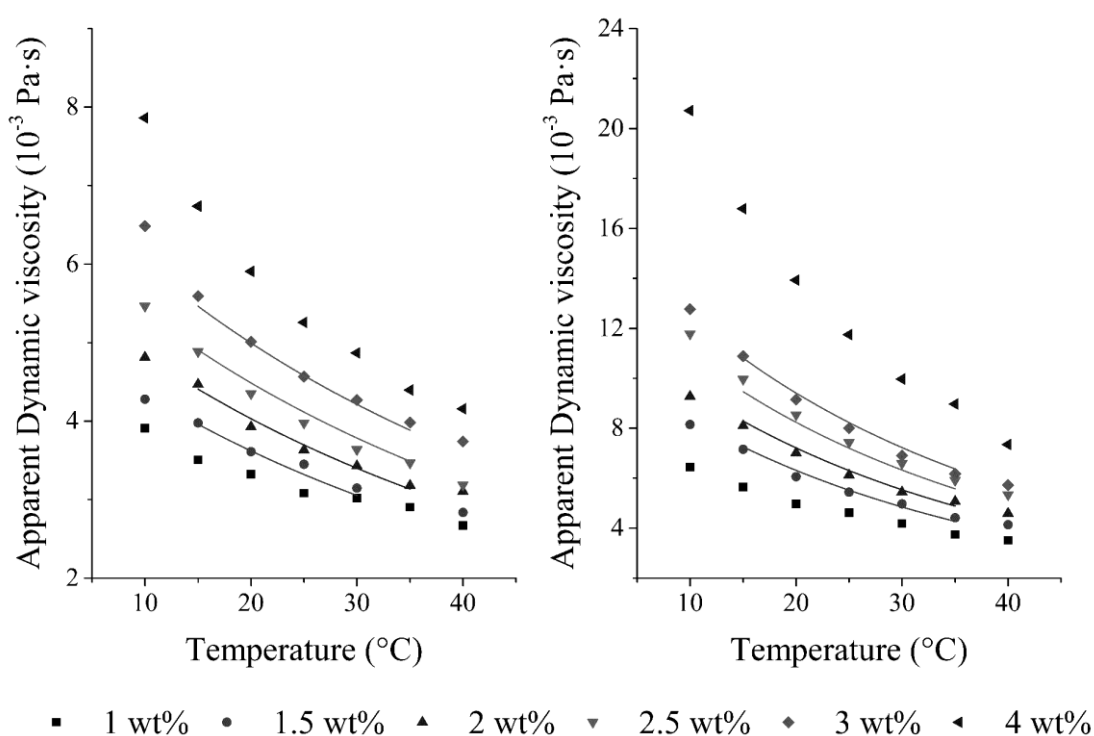 Apparent Dynamic viscosity (10⁻³ Pa·s)
8
6
4
2
10 20 30 40
Temperature (°C)
Apparent Dynamic viscosity (10⁻³ Pa·s)
24
20
16
12
8
4
10 20 30 40
Temperature (°C)
1 wt% 1.5 wt% 2 wt% 2.5 wt% 3 wt% 4 wt%